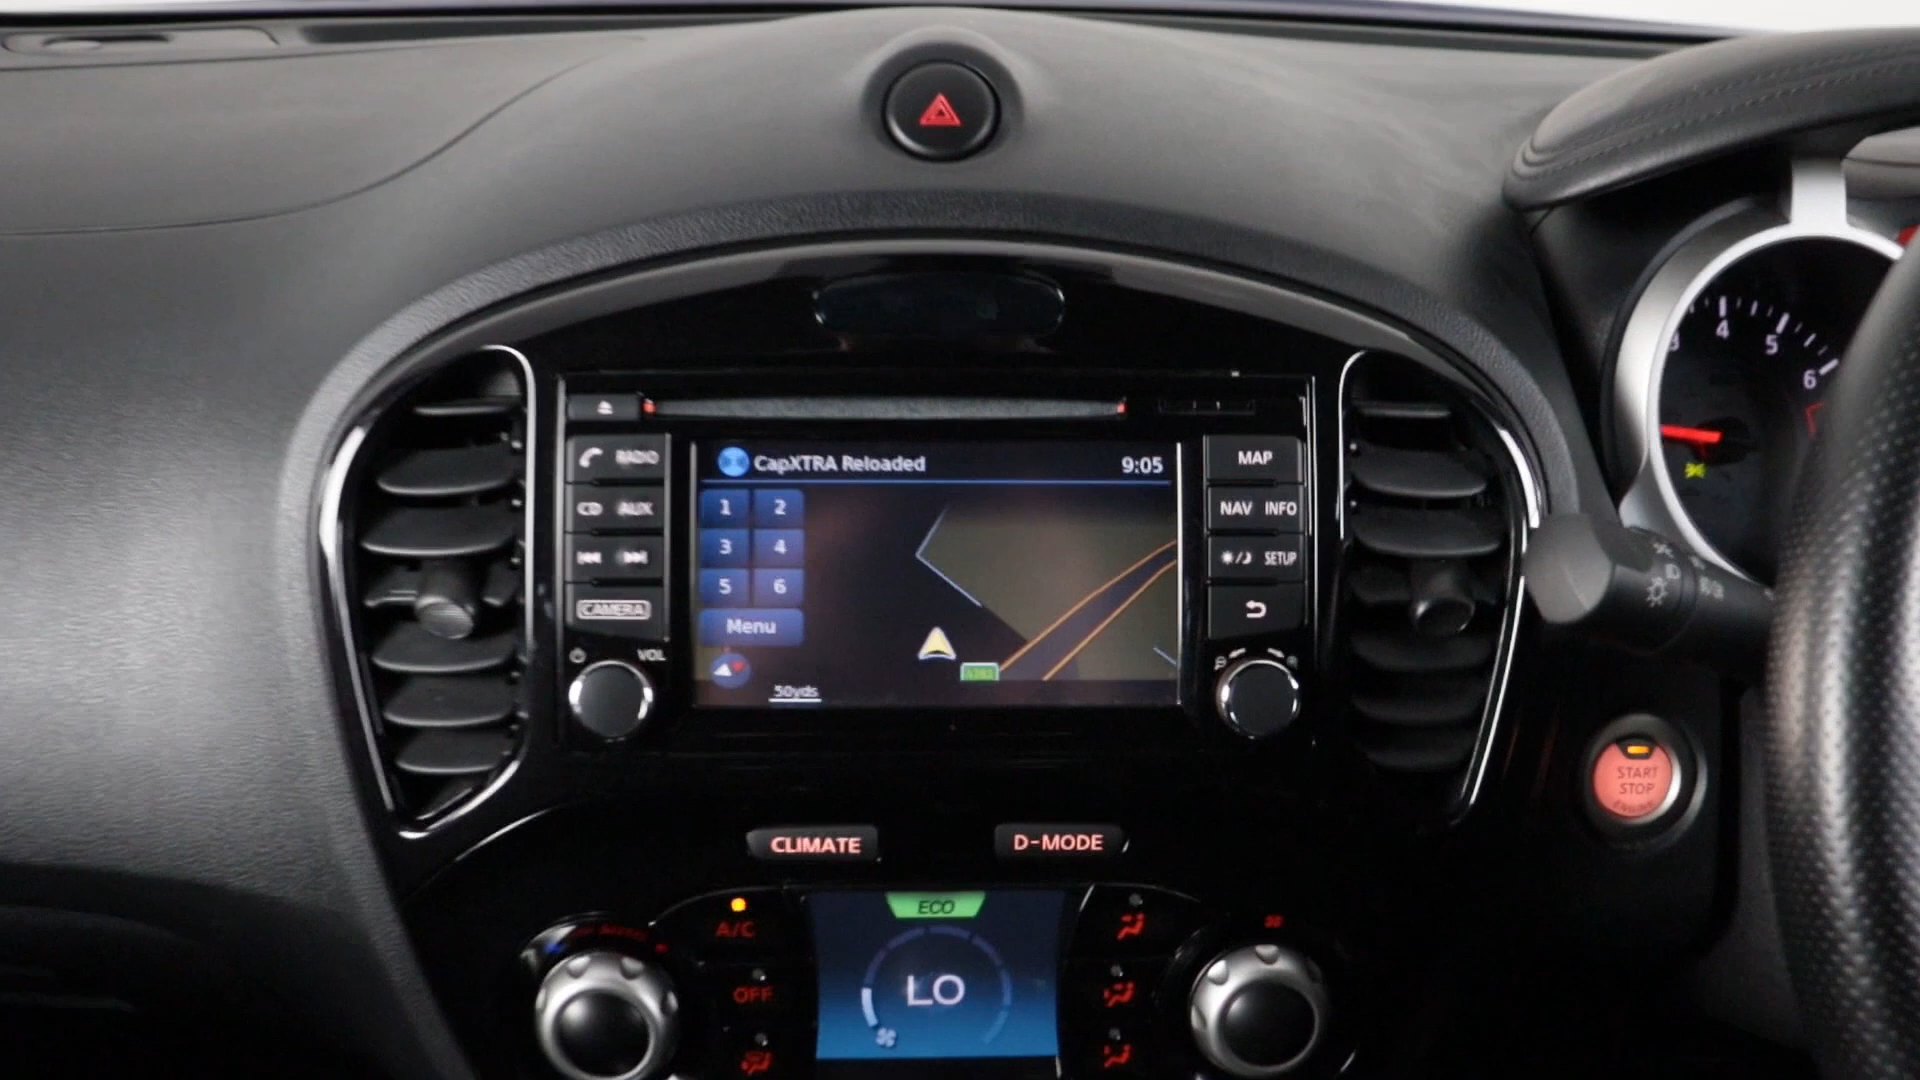 4
5
6
RADIO
CD AUX
CAMERA
VOL
CapXTRA Reloaded 9:05
1 2
3 4
5 6
Menu
50yds
MAP
NAV INFO
SETUP
START
STOP
ENGINE
CLIMATE
D-MODE
A/C
OFF
ECO
LO